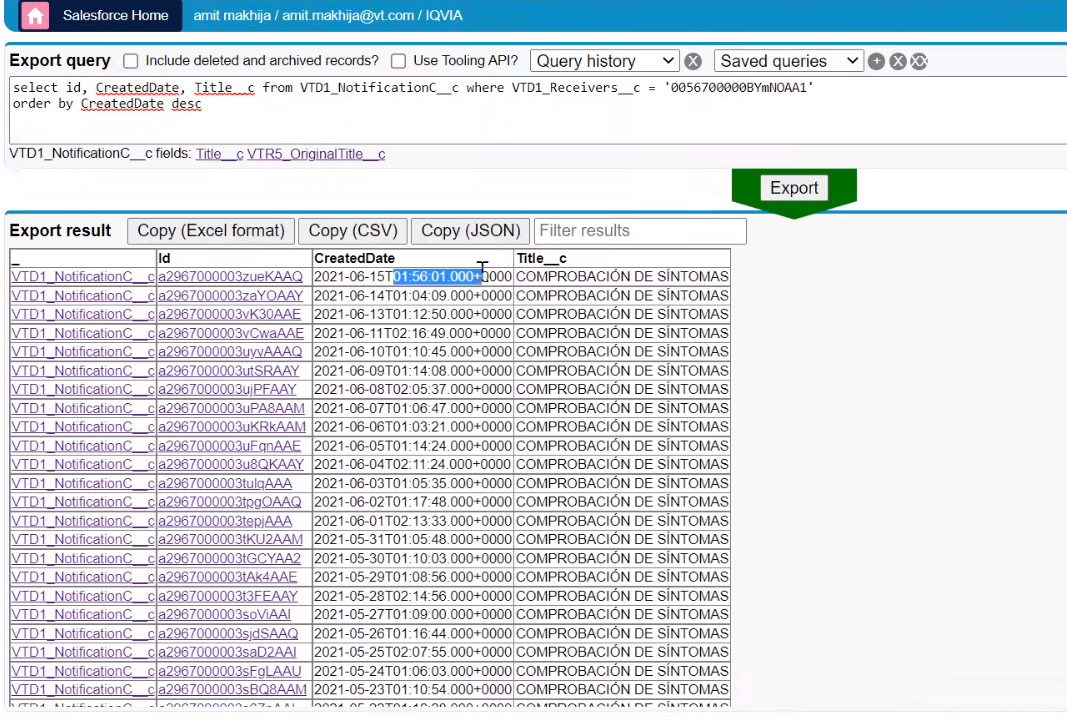 Salesforce Home amit makhija / amit.makhija@vt.com / IQVIA
Export query Include deleted and archived records? Use Tooling API? Query history Saved queries
select id, CreatedDate, Title__c from VTD1_NotificationC__c where VTD1_Receivers__c = '0056700000BYmNOAA1'
order by CreatedDate desc
VTD1_NotificationC__c fields: Title__c VTR5_OriginalTitle__c
Export
Export result Copy (Excel format) Copy (CSV) Copy (JSON) Filter results
_ Id CreatedDate Title__c
VTD1_NotificationC__c a2967000003zueKAAQ 2021-06-15T01:56:01.000+0000 COMPROBACIÓN DE SÍNTOMAS
VTD1_NotificationC__c a2967000003zaYOAAY 2021-06-14T01:04:09.000+0000 COMPROBACIÓN DE SÍNTOMAS
VTD1_NotificationC__c a2967000003vK30AAE 2021-06-13T01:12:50.000+0000 COMPROBACIÓN DE SÍNTOMAS
VTD1_NotificationC__c a2967000003vCwaAAE 2021-06-11T02:16:49.000+0000 COMPROBACIÓN DE SÍNTOMAS
VTD1_NotificationC__c a2967000003uyvAAAQ 2021-06-10T01:10:45.000+0000 COMPROBACIÓN DE SÍNTOMAS
VTD1_NotificationC__c a2967000003utSRAAY 2021-06-09T01:14:08.000+0000 COMPROBACIÓN DE SÍNTOMAS
VTD1_NotificationC__c a2967000003ujPFAAY 2021-06-08T02:05:37.000+0000 COMPROBACIÓN DE SÍNTOMAS
VTD1_NotificationC__c a2967000003uPA8AAM 2021-06-07T01:06:47.000+0000 COMPROBACIÓN DE SÍNTOMAS
VTD1_NotificationC__c a2967000003uKRkAAM 2021-06-06T01:03:21.000+0000 COMPROBACIÓN DE SÍNTOMAS
VTD1_NotificationC__c a2967000003uFqnAAE 2021-06-05T01:14:24.000+0000 COMPROBACIÓN DE SÍNTOMAS
VTD1_NotificationC__c a2967000003u8QKAAY 2021-06-04T02:11:24.000+0000 COMPROBACIÓN DE SÍNTOMAS
VTD1_NotificationC__c a2967000003tulqAAA 2021-06-03T01:05:35.000+0000 COMPROBACIÓN DE SÍNTOMAS
VTD1_NotificationC__c a2967000003tpgOAAQ 2021-06-02T01:17:48.000+0000 COMPROBACIÓN DE SÍNTOMAS
VTD1_NotificationC__c a2967000003tepjAAA 2021-06-01T02:13:33.000+0000 COMPROBACIÓN DE SÍNTOMAS
VTD1_NotificationC__c a2967000003tKU2AAM 2021-05-31T01:05:48.000+0000 COMPROBACIÓN DE SÍNTOMAS
VTD1_NotificationC__c a2967000003tGCYAA2 2021-05-30T01:10:03.000+0000 COMPROBACIÓN DE SÍNTOMAS
VTD1_NotificationC__c a2967000003tAk4AAE 2021-05-29T01:08:56.000+0000 COMPROBACIÓN DE SÍNTOMAS
VTD1_NotificationC__c a2967000003t3FEAAY 2021-05-28T02:14:56.000+0000 COMPROBACIÓN DE SÍNTOMAS
VTD1_NotificationC__c a2967000003soViAAI 2021-05-27T01:09:00.000+0000 COMPROBACIÓN DE SÍNTOMAS
VTD1_NotificationC__c a2967000003sjdSAAQ 2021-05-26T01:16:44.000+0000 COMPROBACIÓN DE SÍNTOMAS
VTD1_NotificationC__c a2967000003saD2AAI 2021-05-25T02:07:55.000+0000 COMPROBACIÓN DE SÍNTOMAS
VTD1_NotificationC__c a2967000003sFgLAAU 2021-05-24T01:06:03.000+0000 COMPROBACIÓN DE SÍNTOMAS
VTD1_NotificationC__c a2967000003sBQ8AAM 2021-05-23T01:10:54.000+0000 COMPROBACIÓN DE SÍNTOMAS